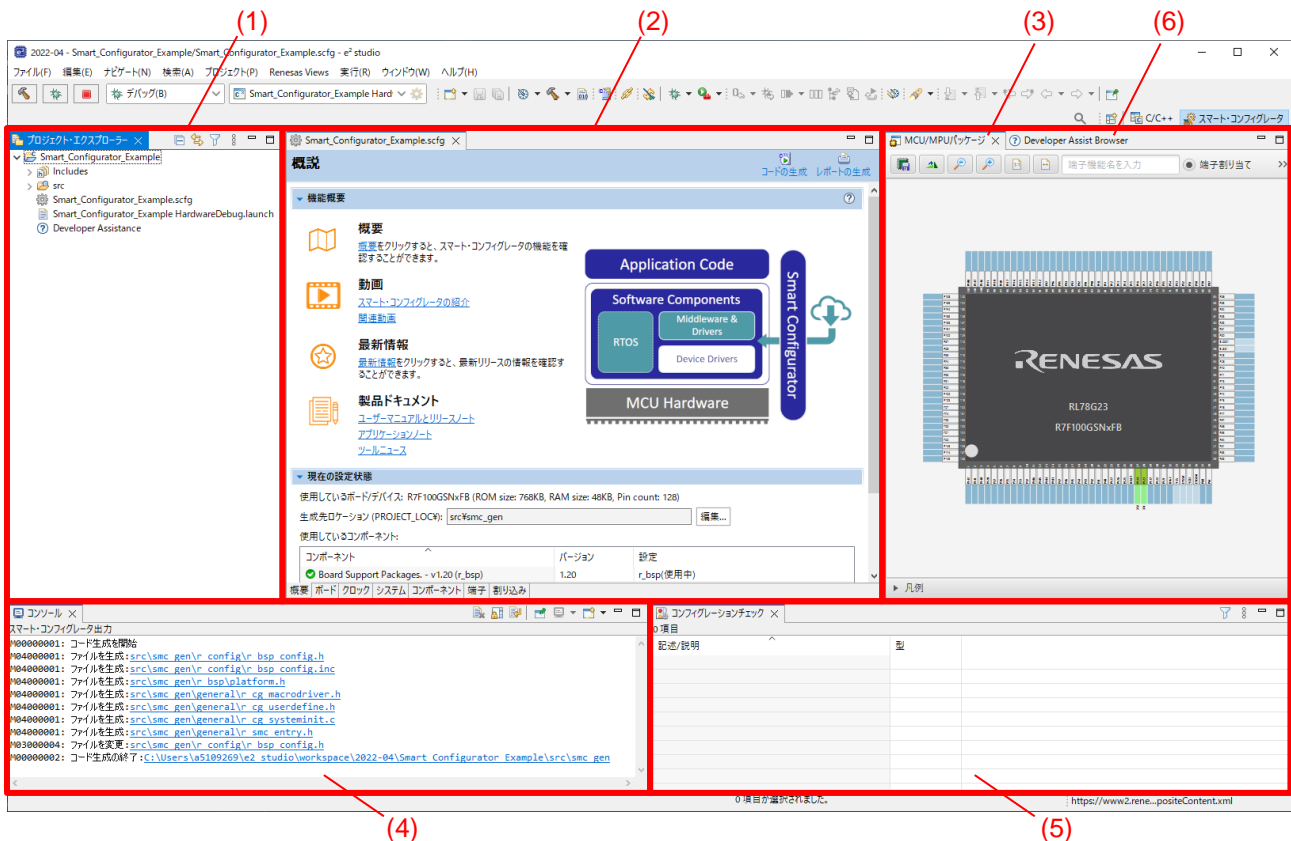 (1)
(2)
(3)
(6)
2022-04 - Smart_Configurator_Example/Smart_Configurator_Example.scfg - e² studio
ファイル(F) 編集(E) ナビゲート(N) 検索(A) プロジェクト(P) Renesas Views 実行(R) ウィンドウ(W) ヘルプ(H)
デバッグ(B)
Smart_Configurator_Example Hard
C/C++
スマート・コンフィグレータ
プロジェクト・エクスプローラー
Smart_Configurator_Example
Includes
src
Smart_Configurator_Example.scfg
Smart_Configurator_Example HardwareDebug.launch
Developer Assistance
Smart_Configurator_Example.scfg
概説
コードの生成 レポートの生成
機能概要
概要
概要をクリックすると、スマート・コンフィグレータの機能を確
認することができます。
動画
スマート・コンフィグレータの紹介
関連動画
最新情報
最新情報をクリックすると、最新リリースの情報を確認す
ることができます。
製品ドキュメント
ユーザーマニュアルとリリースノート
アプリケーションノート
ツールニュース
Application Code
Software Components
RTOS
Middleware &
Drivers
Device Drivers
MCU Hardware
Smart Configurator
現在の設定状態
使用しているボード/デバイス: R7F100GSNxFB (ROM size: 768KB, RAM size: 48KB, Pin count: 128)
生成先ロケーション (PROJECT_LOC¥): src¥smc_gen 編集...
使用しているコンポーネント:
コンポーネント バージョン 設定
Board Support Packages. - v1.20 (r_bsp) 1.20 r_bsp(使用中)
概要 ボード クロック システム コンポーネント 端子 割り込み
MCU/MPUパッケージ
Developer Assist Browser
端子機能名を入力 端子割り当て
RENESAS
RL78G23
R7F100GSNxFB
凡例
コンソール
スマート・コンフィグレータ出力
M00000001: コード生成を開始
M04000001: ファイルを生成:src\smc_gen\r_config\r_bsp_config.h
M04000001: ファイルを生成:src\smc_gen\r_config\r_bsp_config.inc
M04000001: ファイルを生成:src\smc_gen\r_bsp\platform.h
M04000001: ファイルを生成:src\smc_gen\general\r_cg_macrodriver.h
M04000001: ファイルを生成:src\smc_gen\general\r_cg_userdefine.h
M04000001: ファイルを生成:src\smc_gen\general\r_cg_systeminit.c
M04000001: ファイルを生成:src\smc_gen\general\r_smc_entry.h
M03000004: ファイルを変更:src\smc_gen\r_config\r_bsp_config.h
M00000002: コード生成の終了:C:\Users\a5109269\e2_studio\workspace\2022-04\Smart_Configurator_Example\src\smc_gen
コンフィグレーションチェック
0 項目
記述/説明 型
0 項目が選択されました。
https://www2.rene...positeContent.xml
(4)
(5)